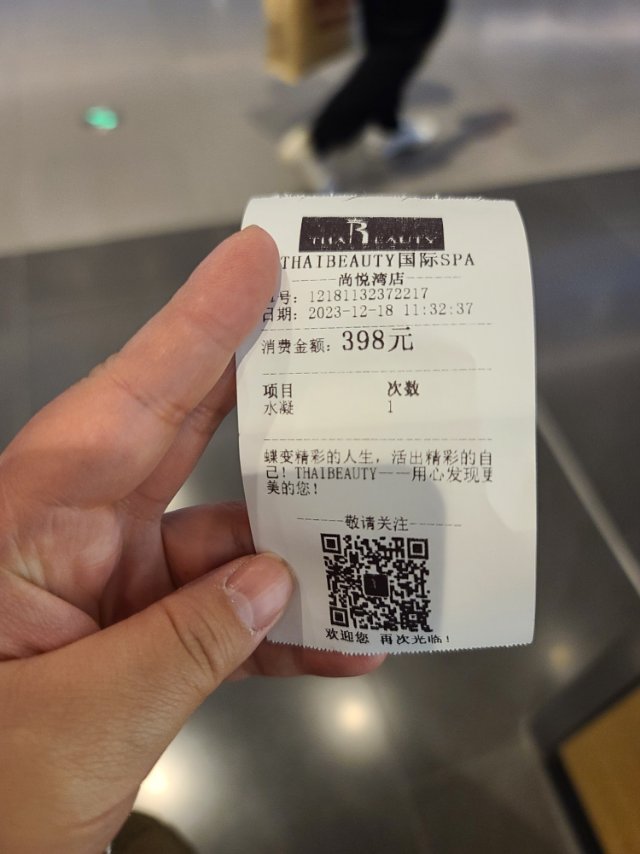 THAIBEAUTY
THAIBEAUTY国际SPA
尚悦湾店
号: 12181132372217
日期: 2023-12-18 11:32:37
消费金额: 398元
项目 次数
水凝 1
蝶变精彩的人生，活出精彩的自
己！THAIBEAUTY——用心发现更
美的您！
敬请关注
欢迎您 再次光临！